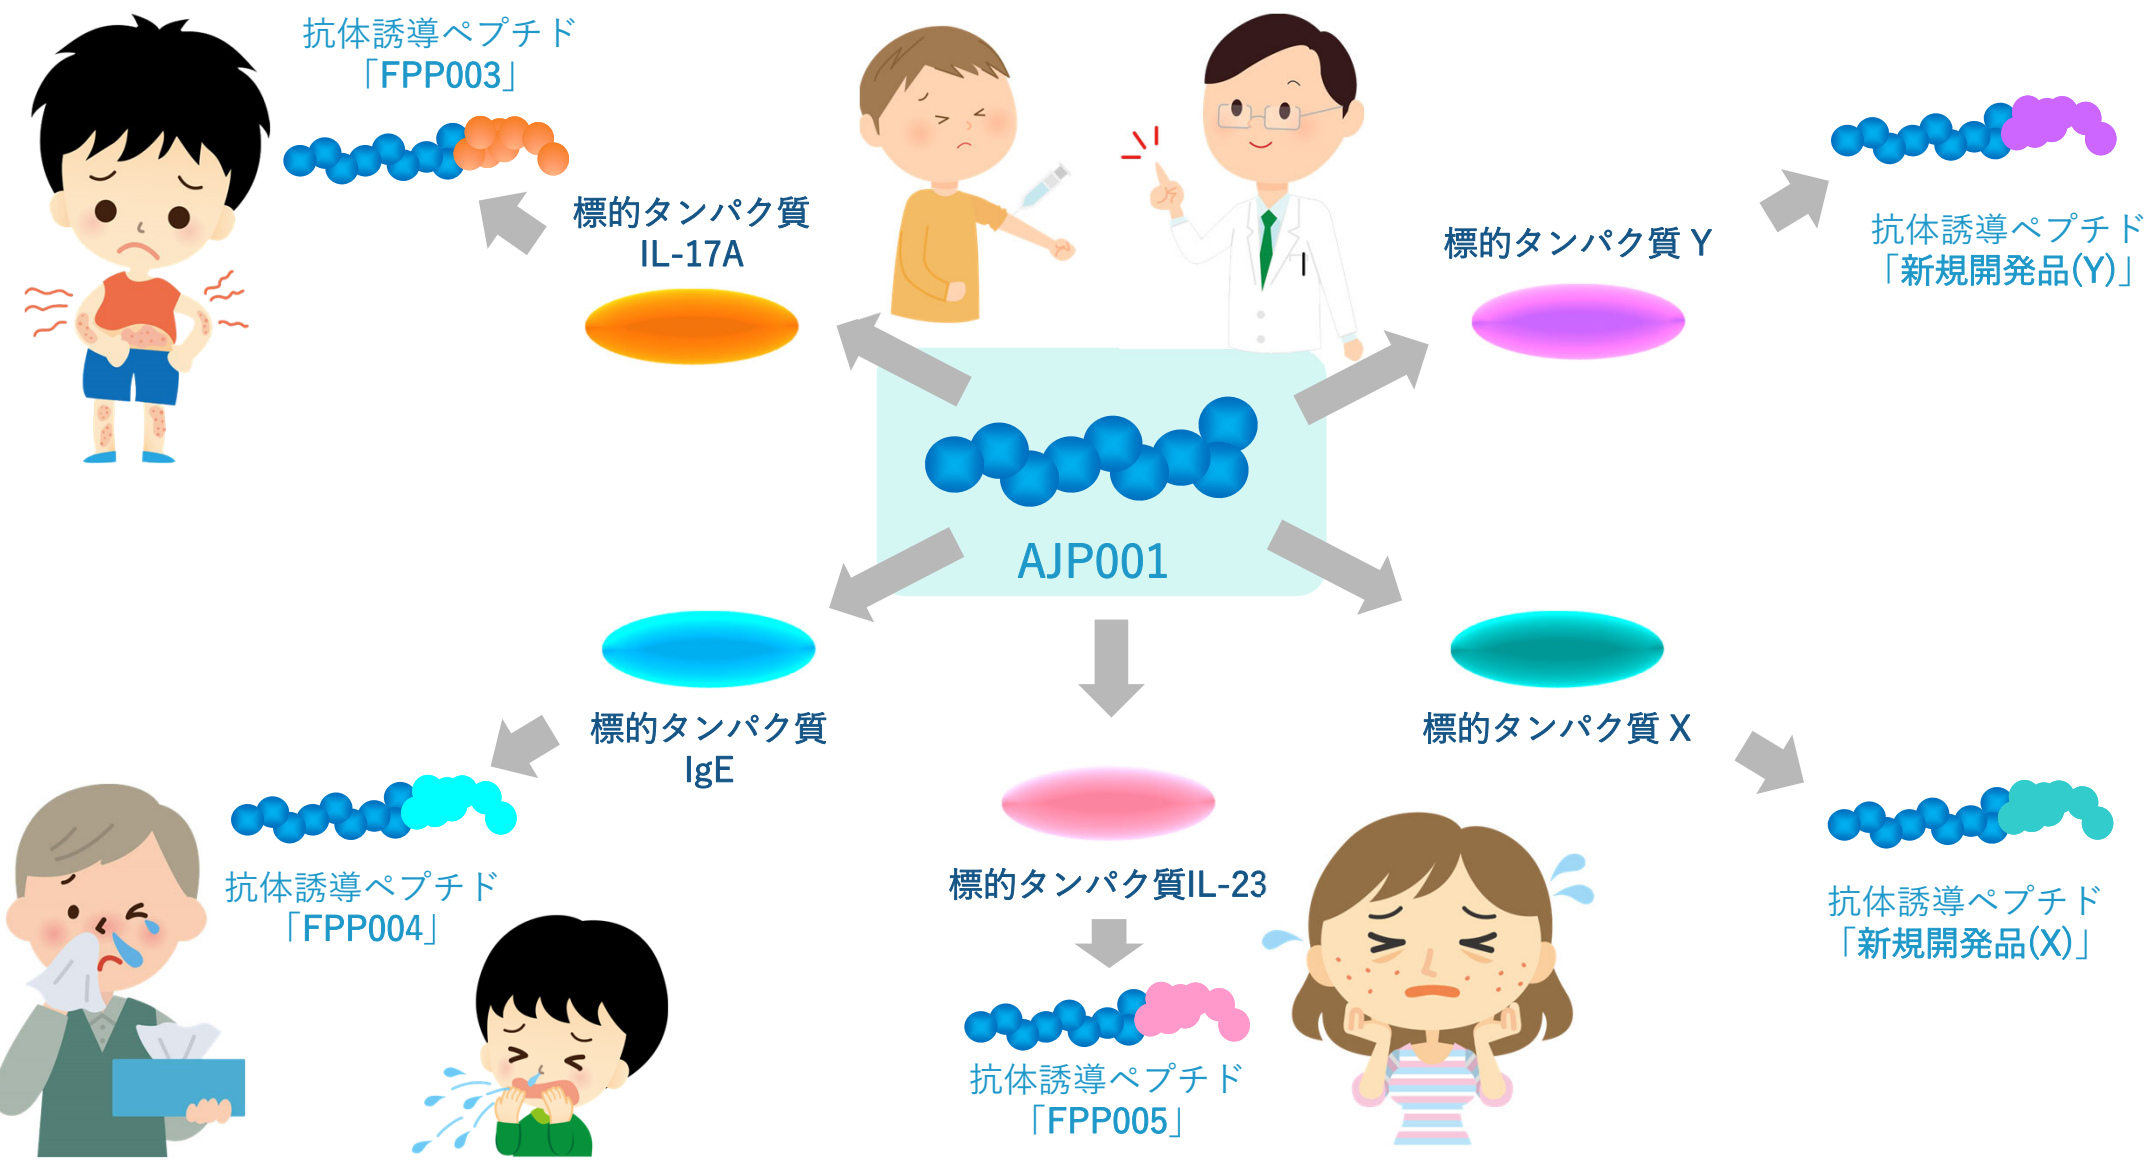 抗体誘導ペプチド
「FPP003」
標的タンパク質
IL-17A
標的タンパク質 Y
抗体誘導ペプチド
「新規開発品(Y)」
AJP001
標的タンパク質
IgE
標的タンパク質 X
抗体誘導ペプチド
「FPP004」
標的タンパク質IL-23
抗体誘導ペプチド
「新規開発品(X)」
抗体誘導ペプチド
「FPP005」